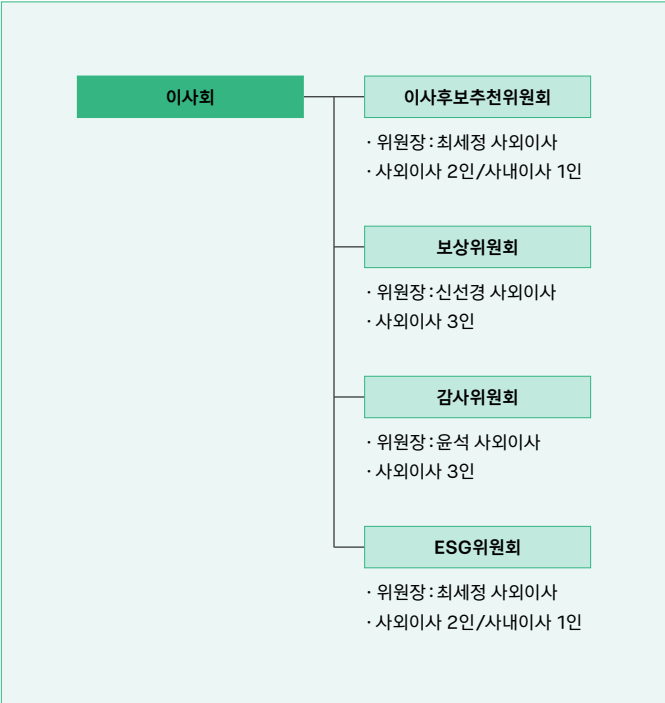 이사회
이사후보추천위원회
· 위원장:최세정 사외이사
· 사외이사 2인/사내이사 1인
보상위원회
· 위원장:신선경 사외이사
· 사외이사 3인
감사위원회
· 위원장:윤석 사외이사
· 사외이사 3인
ESG위원회
· 위원장:최세정 사외이사
· 사외이사 2인/사내이사 1인